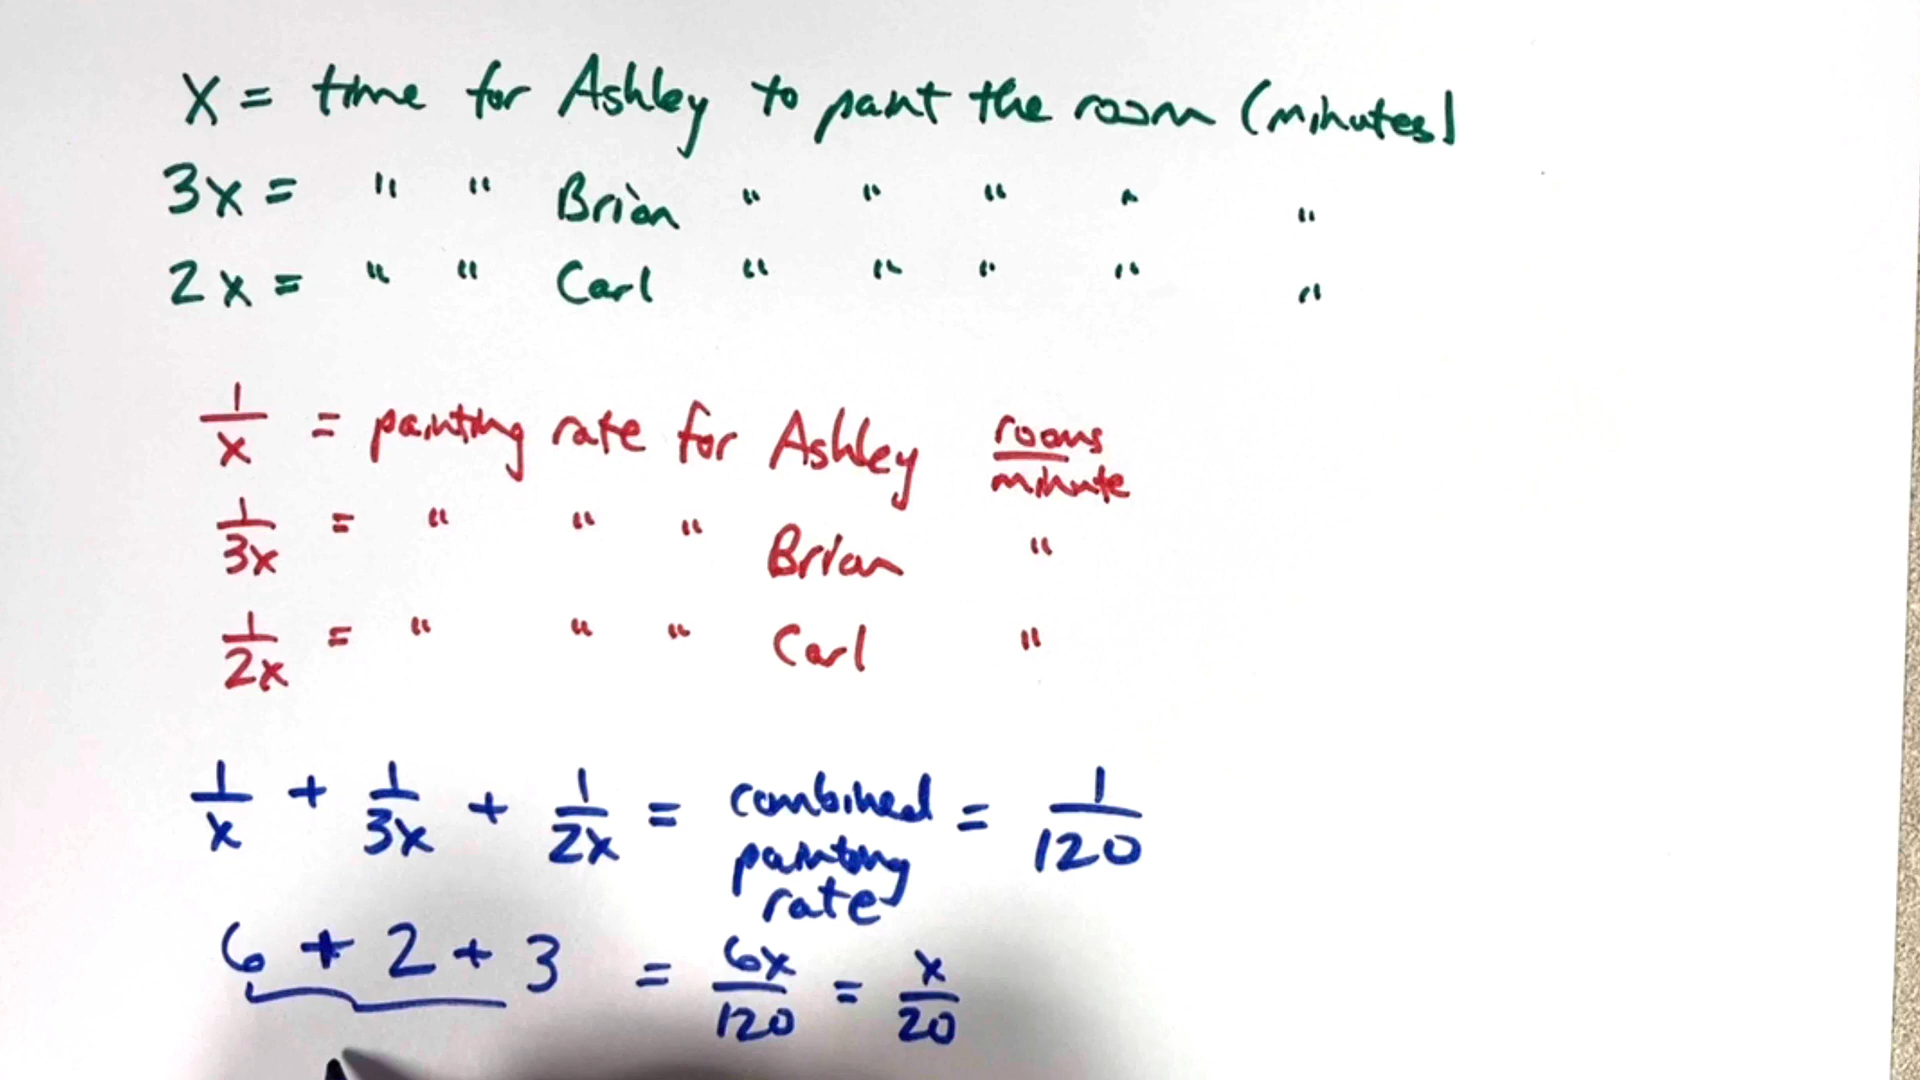 x = time for Ashley to paint the room (minutes)
3x = " " Brian " " " " "
2x = " " Carl " " " " "
1/x = painting rate for Ashley rooms/minute
1/3x = " " " Brian "
1/2x = " " " Carl "
1/x + 1/3x + 1/2x = combined painting rate = 1/120
6 + 2 + 3 = 6x/120 = x/20